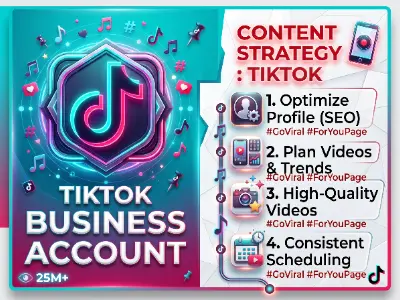 TIKTOK
BUSINESS
ACCOUNT
25M+
CONTENT
STRATEGY
: TIKTOK
1. Optimize
Profile (SEO)
#CoViral #ForYouPage
2. Plan Videos
& Trends
#CoViral #ForYouPage
3. High-Quality
Videos
#CoViral #ForYouPage
4. Consistent
Scheduling
#CoViral #ForYouPage